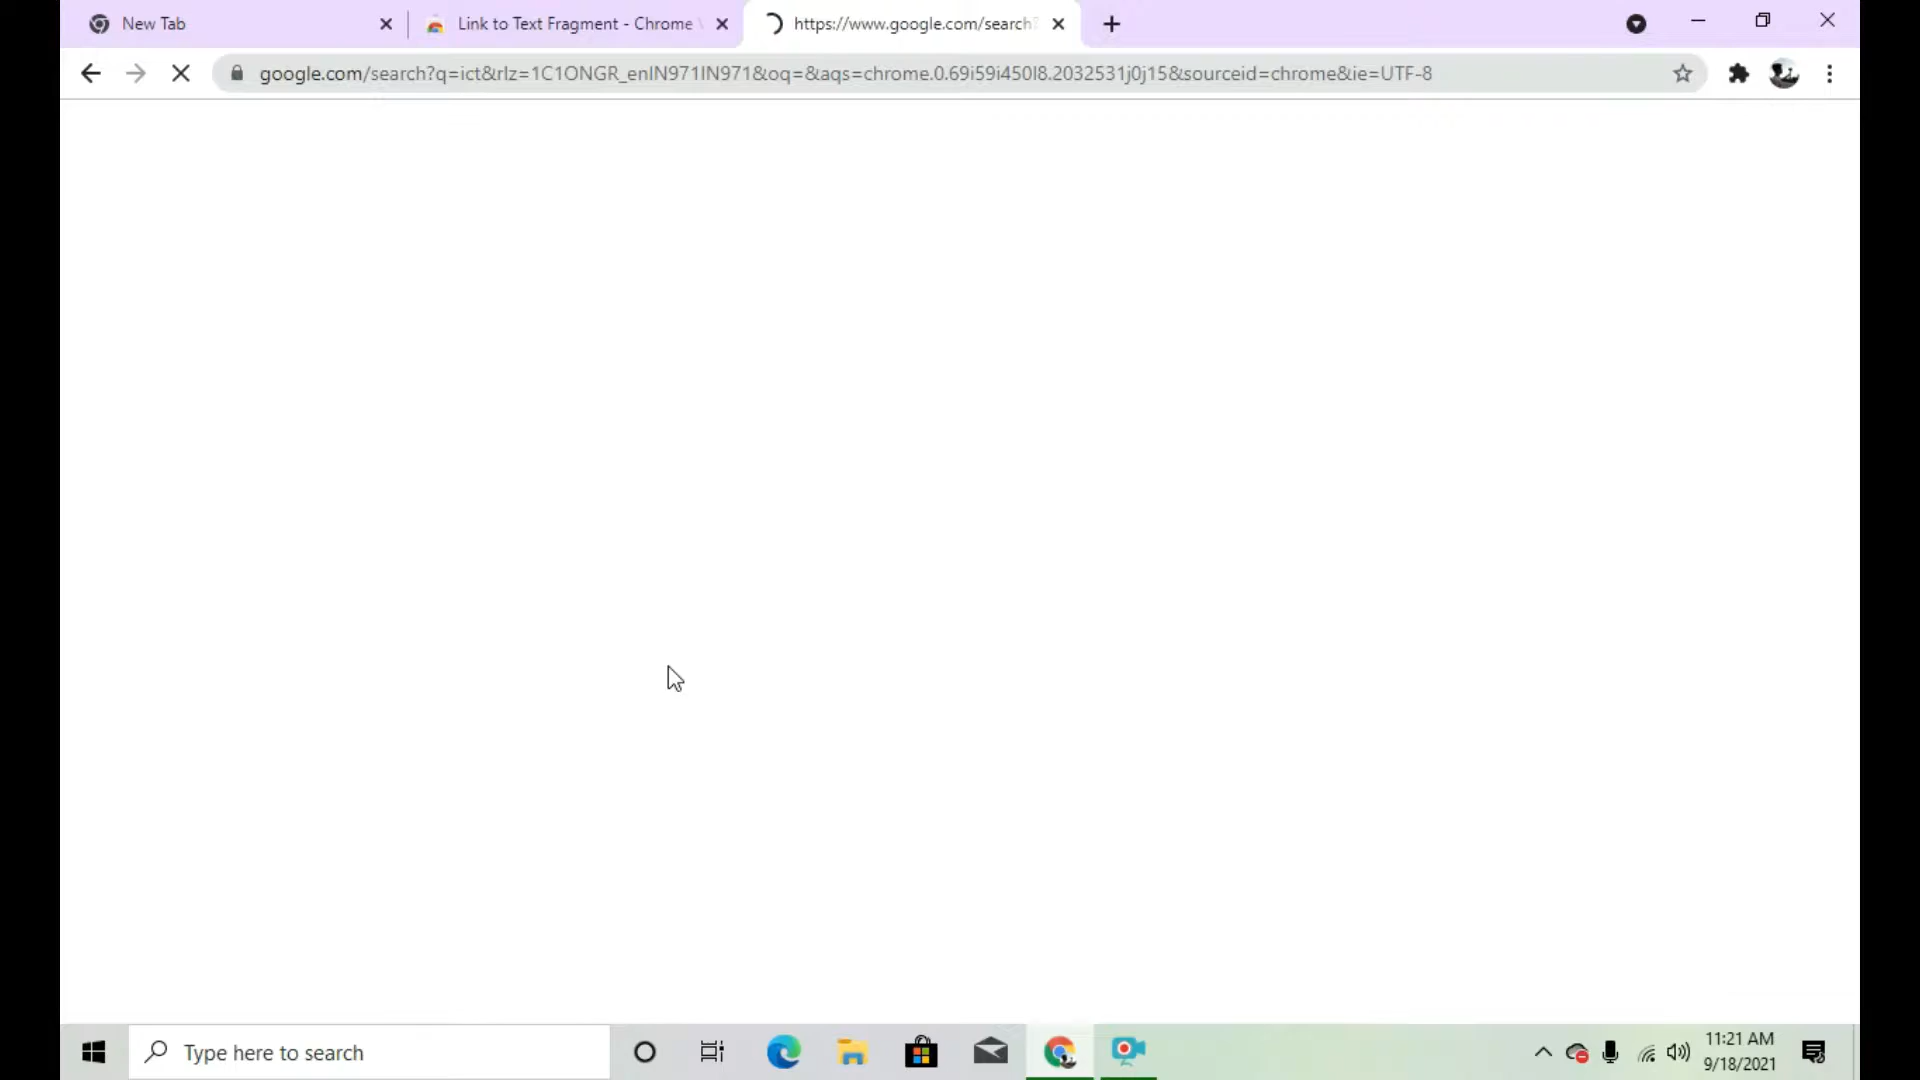 New Tab
Link to Text Fragment - Chrome
https://www.google.com/search?
google.com/search?q=ict&rlz=1C1ONGR_enIN971IN971&oq=&aqs=chrome.0.69i59i450l8.2032531j0j15&sourceid=chrome&ie=UTF-8
Type here to search
11:21 AM
9/18/2021